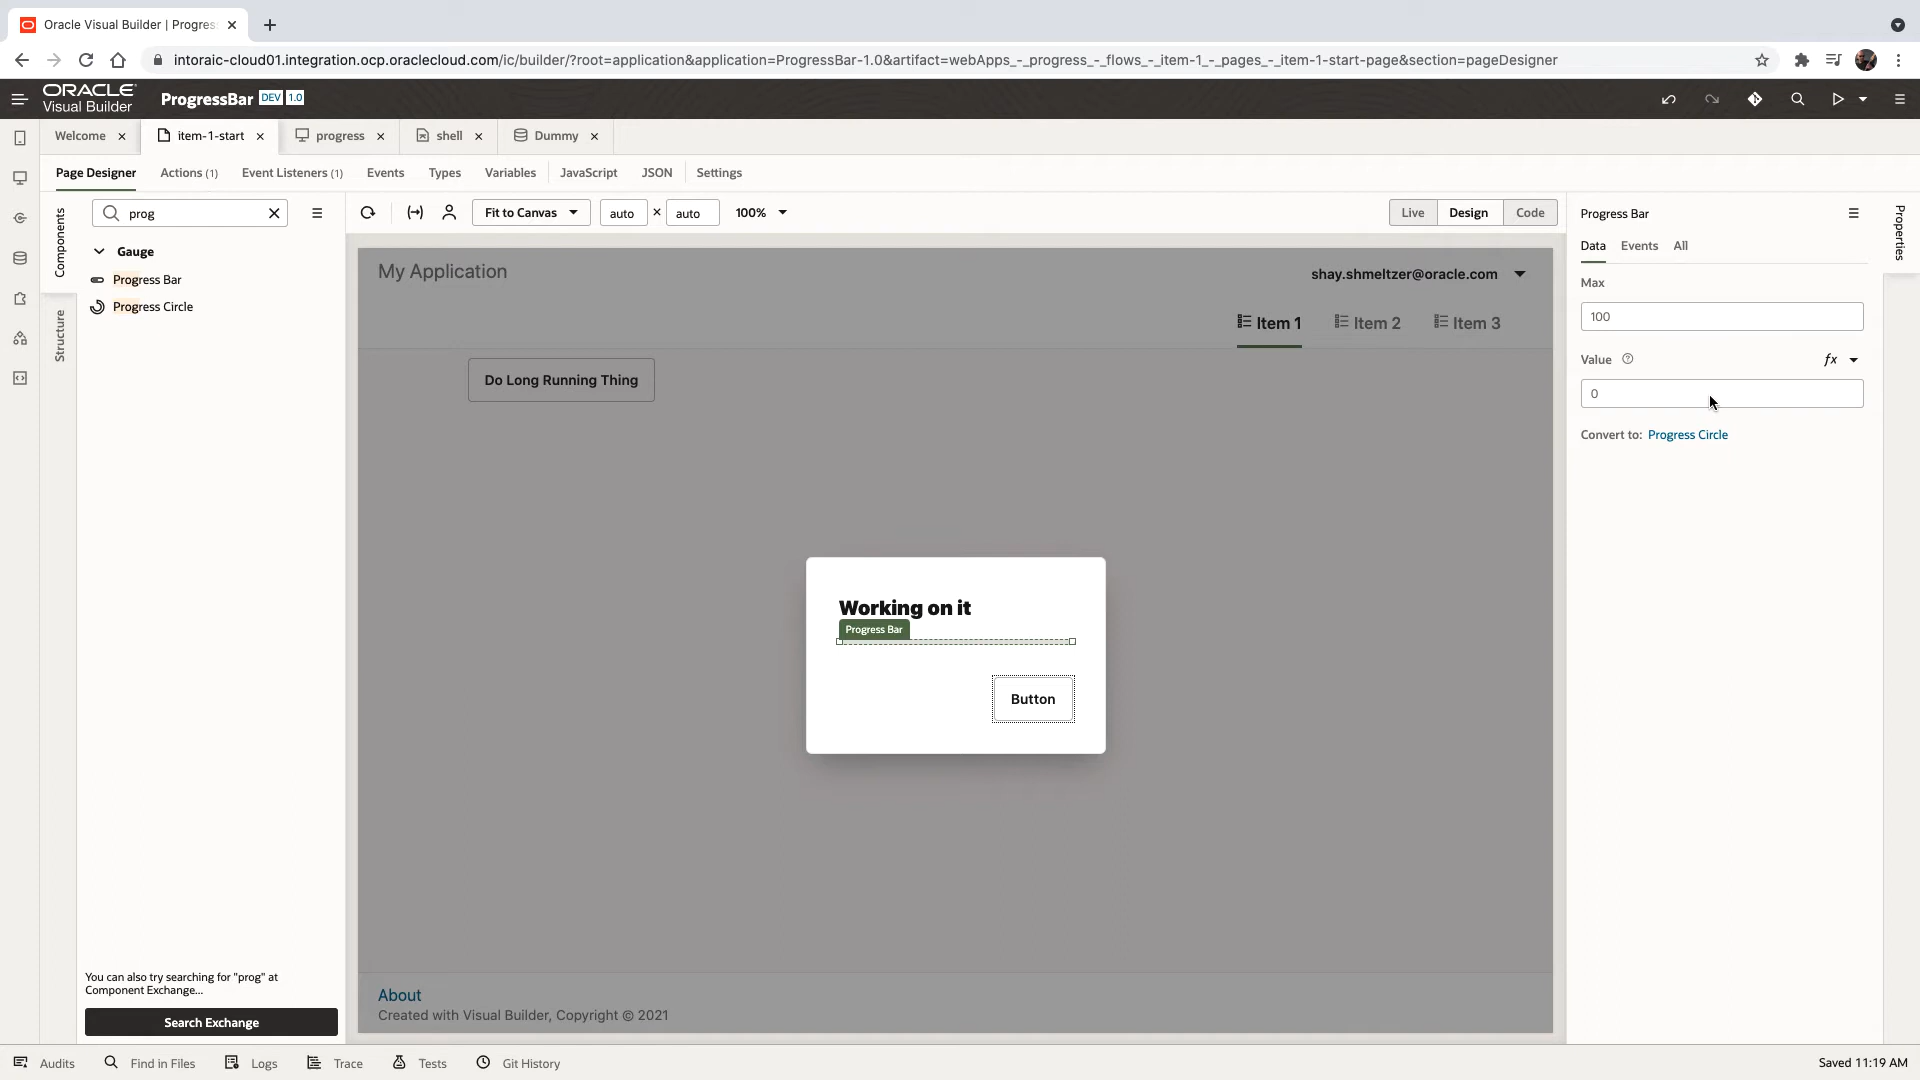 Oracle Visual Builder | Progres
intoraic-cloud01.integration.ocp.oraclecloud.com/ic/builder/?root=application&application=ProgressBar-1.0&artifact=webApps_-_progress_-_flows_-_item-1_-_pages_-_item-1-start-page&section=pageDesigner
ORACLE
Visual Builder
ProgressBar DEV 1.0
Welcome item-1-start progress shell Dummy
Page Designer Actions (1) Event Listeners (1) Events Types Variables JavaScript JSON Settings
Components
Structure
prog
Gauge
Progress Bar
Progress Circle
You can also try searching for "prog" at
Component Exchange...
Search Exchange
Fit to Canvas auto × auto 100% Live Design Code
My Application
shay.shmeltzer@oracle.com
Item 1 Item 2 Item 3
Do Long Running Thing
Working on it
Progress Bar
Button
About
Created with Visual Builder, Copyright © 2021
Progress Bar
Data Events All
Max
100
Value fx
0
Convert to: Progress Circle
Properties
Audits Find in Files Logs Trace Tests Git History
Saved 11:19 AM